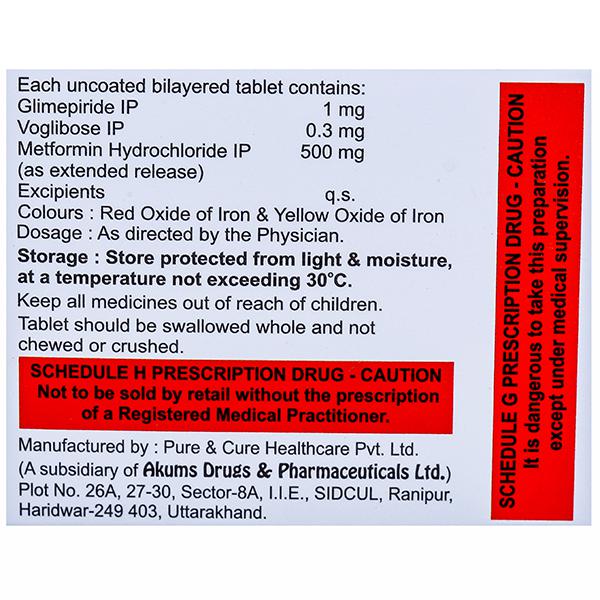 Each uncoated bilayered tablet contains:
Glimepiride IP 1 mg
Voglibose IP 0.3 mg
Metformin Hydrochloride IP 500 mg
(as extended release)
Excipients q.s.
Colours : Red Oxide of Iron & Yellow Oxide of Iron
Dosage : As directed by the Physician.
Storage : Store protected from light & moisture,
at a temperature not exceeding 30°C.
Keep all medicines out of reach of children.
Tablet should be swallowed whole and not
chewed or crushed.
SCHEDULE H PRESCRIPTION DRUG - CAUTION
Not to be sold by retail without the prescription
of a Registered Medical Practitioner.
Manufactured by : Pure & Cure Healthcare Pvt. Ltd.
(A subsidiary of Akums Drugs & Pharmaceuticals Ltd.)
Plot No. 26A, 27-30, Sector-8A, I.I.E., SIDCUL, Ranipur,
Haridwar-249 403, Uttarakhand.
SCHEDULE G PRESCRIPTION DRUG - CAUTION
It is dangerous to take this preparation
except under medical supervision.